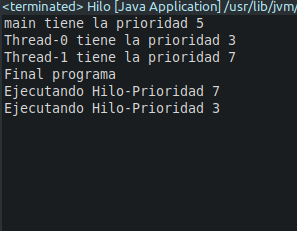 <terminated> Hilo [Java Application] /usr/lib/jvm/
main tiene la prioridad 5
Thread-0 tiene la prioridad 3
Thread-1 tiene la prioridad 7
Final programa
Ejecutando Hilo-Prioridad 7
Ejecutando Hilo-Prioridad 3